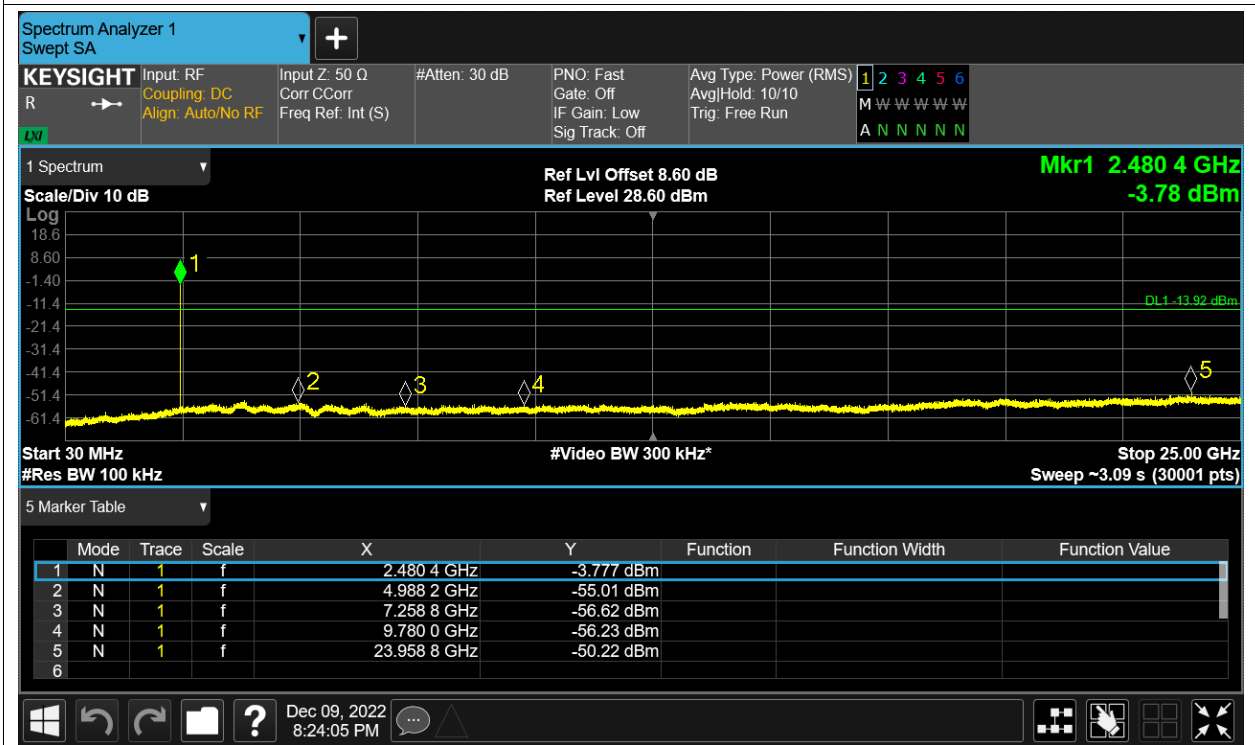 Spectrum Analyzer 1
Swept SA
+
KEYSIGHT
R
LXI
Input: RF
Coupling: DC
Align: Auto/No RF
Input Z: 50 Ω
Corr CCorr
Freq Ref: Int (S)
#Atten: 30 dB
PNO: Fast
Gate: Off
IF Gain: Low
Sig Track: Off
Avg Type: Power (RMS)
Avg|Hold: 10/10
Trig: Free Run
1 2 3 4 5 6
M W W W W W
A N N N N N
1 Spectrum
Scale/Div 10 dB
Ref Lvl Offset 8.60 dB
Ref Level 28.60 dBm
Mkr1 2.480 4 GHz
-3.78 dBm
Log
18.6
8.60
-1.40
-11.4
-21.4
-31.4
-41.4
-51.4
-61.4
1
2
3
4
5
DL1 -13.92 dBm
Start 30 MHz
#Video BW 300 kHz*
Stop 25.00 GHz
#Res BW 100 kHz
Sweep ~3.09 s (30001 pts)
5 Marker Table
Mode Trace Scale X Y Function Function Width Function Value
1 N 1 f 2.480 4 GHz -3.777 dBm
2 N 1 f 4.988 2 GHz -55.01 dBm
3 N 1 f 7.258 8 GHz -56.62 dBm
4 N 1 f 9.780 0 GHz -56.23 dBm
5 N 1 f 23.958 8 GHz -50.22 dBm
6
?
Dec 09, 2022
8:24:05 PM